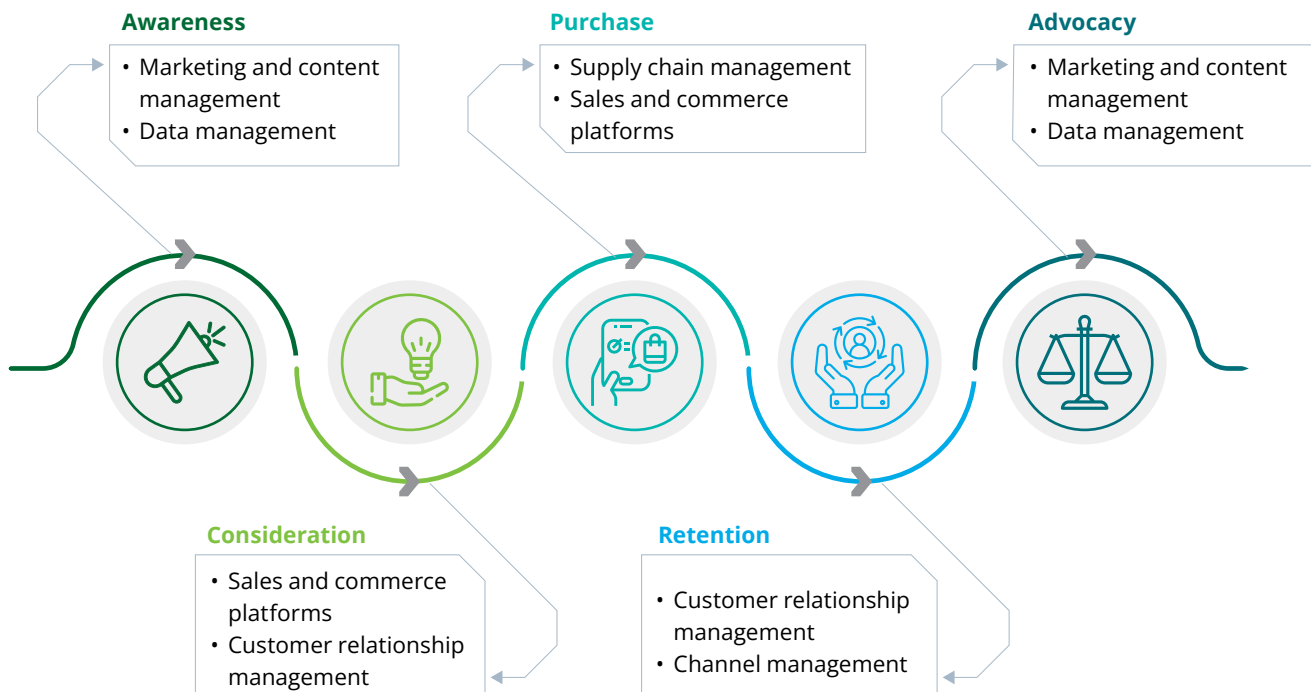 Awareness
• Marketing and content
management
• Data management
Consideration
• Sales and commerce
platforms
• Customer relationship
management
Purchase
• Supply chain management
• Sales and commerce
platforms
Retention
• Customer relationship
management
• Channel management
Advocacy
• Marketing and content
management
• Data management